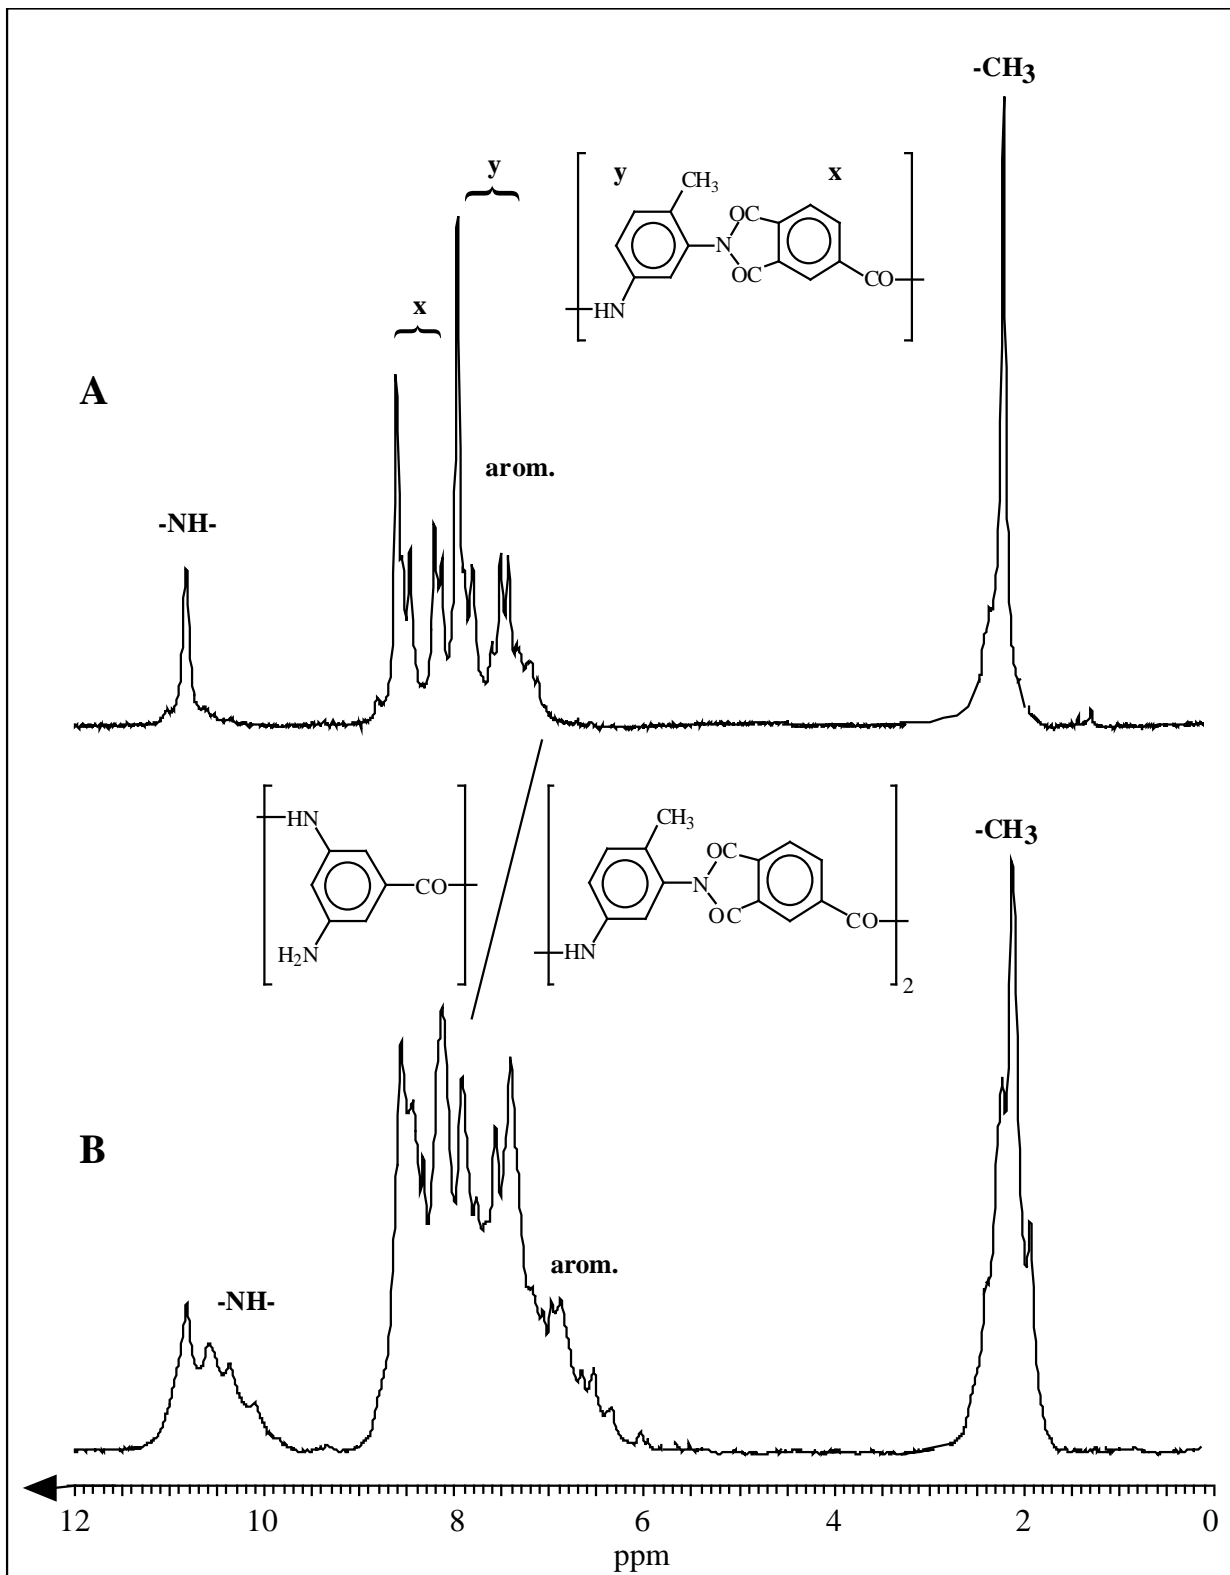 -CH3
y
y
x
CH3
OC
N
OC
CO
HN
x
A
arom.
-NH-
HN
CO
H2N
CH3
OC
N
OC
CO
HN
2
-CH3
B
arom.
-NH-
12 10 8 6 4 2 0
ppm